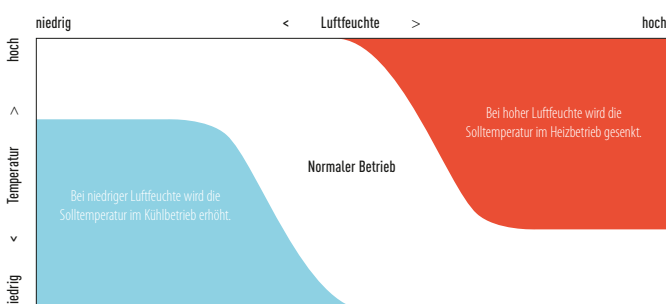 niedrig < Luftfeuchte > hoch
hoch
>
Temperatur
<
Bei hoher Luftfeuchte wird die
Solltemperatur im Heizbetrieb gesenkt.
Normaler Betrieb
Bei niedriger Luftfeuchte wird die
Solltemperatur im Kühlbetrieb erhöht.